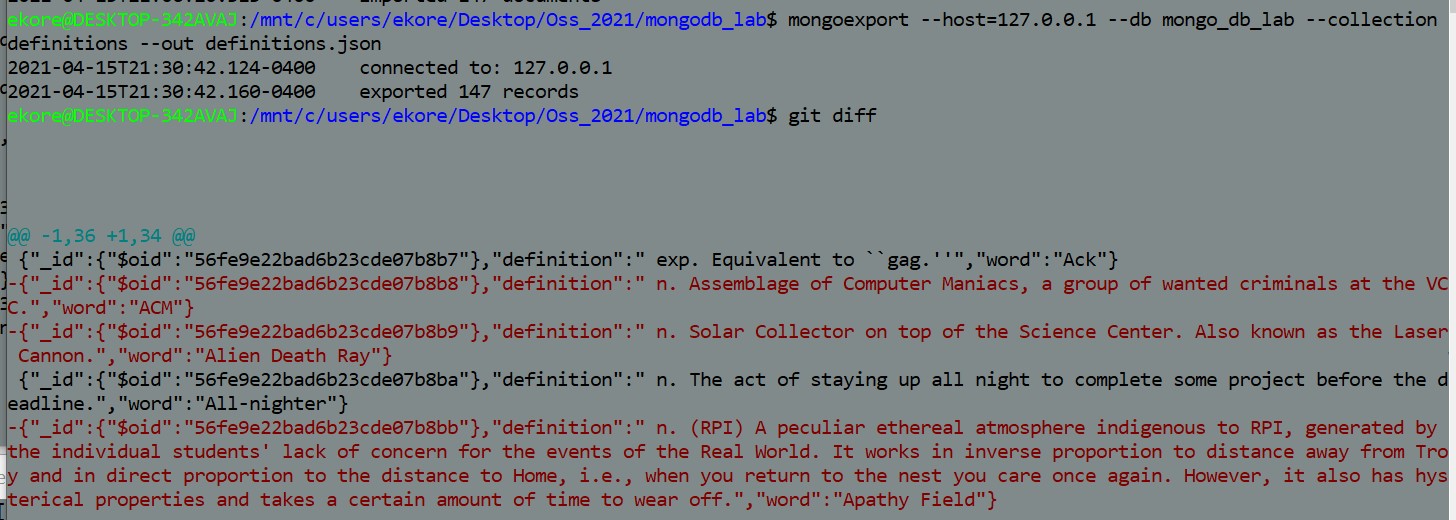 ekore@DESKTOP-342AVAJ:/mnt/c/users/ekore/Desktop/Oss_2021/mongodb_lab$ mongoexport --host=127.0.0.1 --db mongo_db_lab --collection
definitions --out definitions.json
2021-04-15T21:30:42.124-0400    connected to: 127.0.0.1
2021-04-15T21:30:42.160-0400    exported 147 records
ekore@DESKTOP-342AVAJ:/mnt/c/users/ekore/Desktop/Oss_2021/mongodb_lab$ git diff
@@ -1,36 +1,34 @@
 {"_id":{"$oid":"56fe9e22bad6b23cde07b8b7"},"definition":" exp. Equivalent to ``gag.''","word":"Ack"}
-{"_id":{"$oid":"56fe9e22bad6b23cde07b8b8"},"definition":" n. Assemblage of Computer Maniacs, a group of wanted criminals at the VC
C.","word":"ACM"}
-{"_id":{"$oid":"56fe9e22bad6b23cde07b8b9"},"definition":" n. Solar Collector on top of the Science Center. Also known as the Laser
 Cannon.","word":"Alien Death Ray"}
 {"_id":{"$oid":"56fe9e22bad6b23cde07b8ba"},"definition":" n. The act of staying up all night to complete some project before the d
eadline.","word":"All-nighter"}
-{"_id":{"$oid":"56fe9e22bad6b23cde07b8bb"},"definition":" n. (RPI) A peculiar ethereal atmosphere indigenous to RPI, generated by
the individual students' lack of concern for the events of the Real World. It works in inverse proportion to distance away from Tro
y and in direct proportion to the distance to Home, i.e., when you return to the nest you care once again. However, it also has hys
terical properties and takes a certain amount of time to wear off.","word":"Apathy Field"}